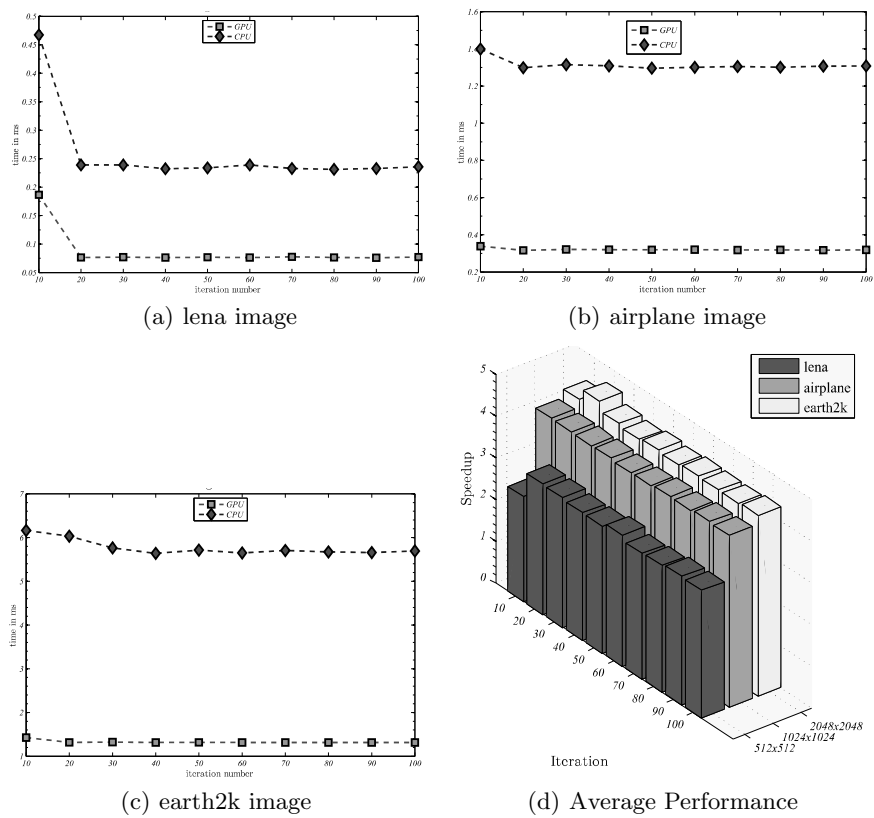 0.5
0.45
0.4
0.35
0.3
0.25
0.2
0.15
0.1
0.05
time in ms
GPU
CPU
10 20 30 40 50 60 70 80 90 100
iteration number
(a) lena image
1.6
1.4
1.2
1
0.8
0.6
0.4
0.2
time in ms
GPU
CPU
10 20 30 40 50 60 70 80 90 100
iteration number
(b) airplane image
7
6
5
4
3
2
1
time in ms
GPU
CPU
10 20 30 40 50 60 70 80 90 100
iteration number
(c) earth2k image
lena
airplane
earth2k
5
4
3
2
1
0
Speedup
10
20
30
40
50
60
70
80
90
100
Iteration
2048x2048
1024x1024
512x512
(d) Average Performance